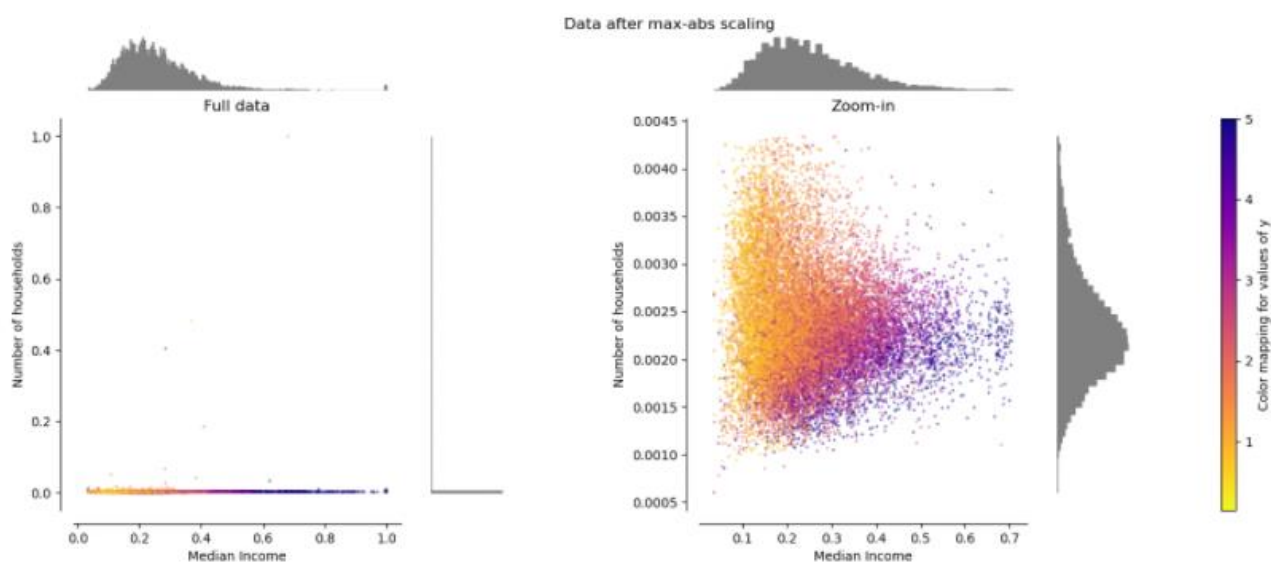 Data after max-abs scaling
Full data
Zoom-in
1.0
0.8
0.6
0.4
0.2
0.0
Number of households
0.0 0.2 0.4 0.6 0.8 1.0
Median Income
0.0045
0.0040
0.0035
0.0030
0.0025
0.0020
0.0015
0.0010
0.0005
Number of households
0.1 0.2 0.3 0.4 0.5 0.6 0.7
Median Income
5
4
3
2
1
Color mapping for values of y